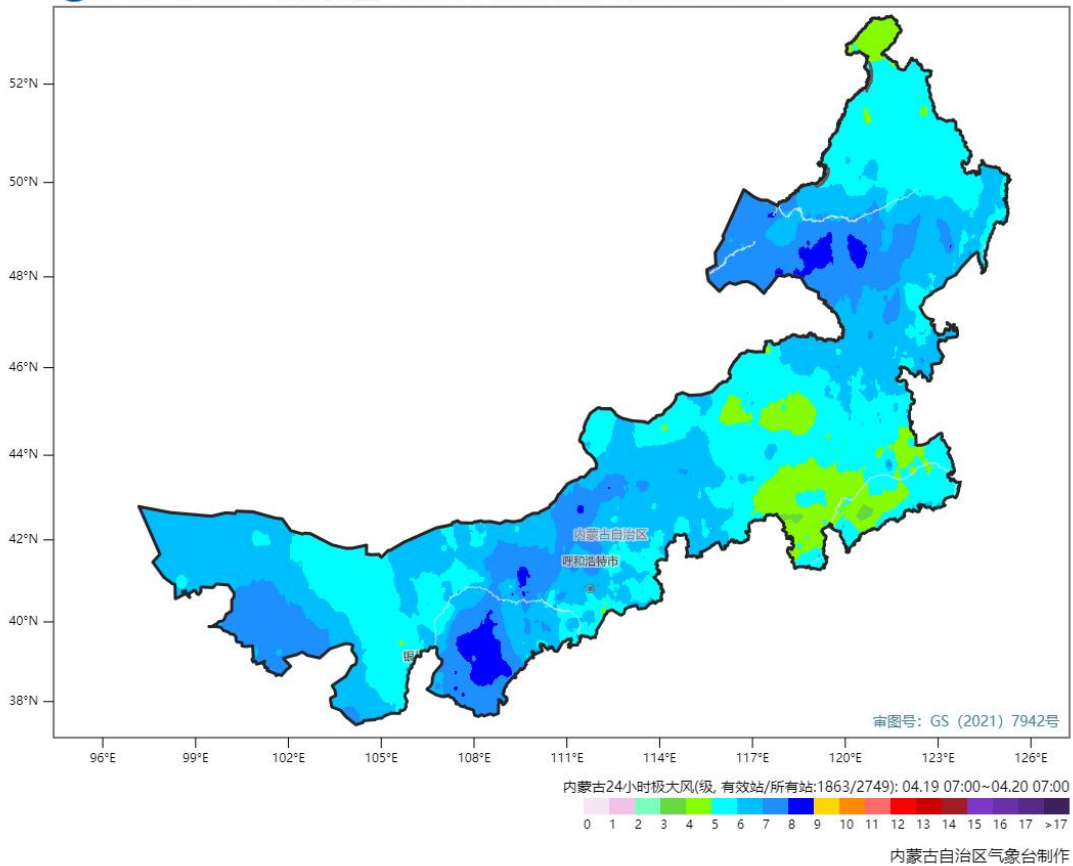 52°N
50°N
48°N
46°N
44°N
42°N
40°N
38°N
内蒙古自治区
呼和浩特市
银
审图号：GS（2021）7942号
96°E 99°E 102°E 105°E 108°E 111°E 114°E 117°E 120°E 123°E 126°E
内蒙古24小时极大风(级, 有效站/所有站:1863/2749): 04.19 07:00~04.20 07:00
0 1 2 3 4 5 6 7 8 9 10 11 12 13 14 15 16 17 >17
内蒙古自治区气象台制作